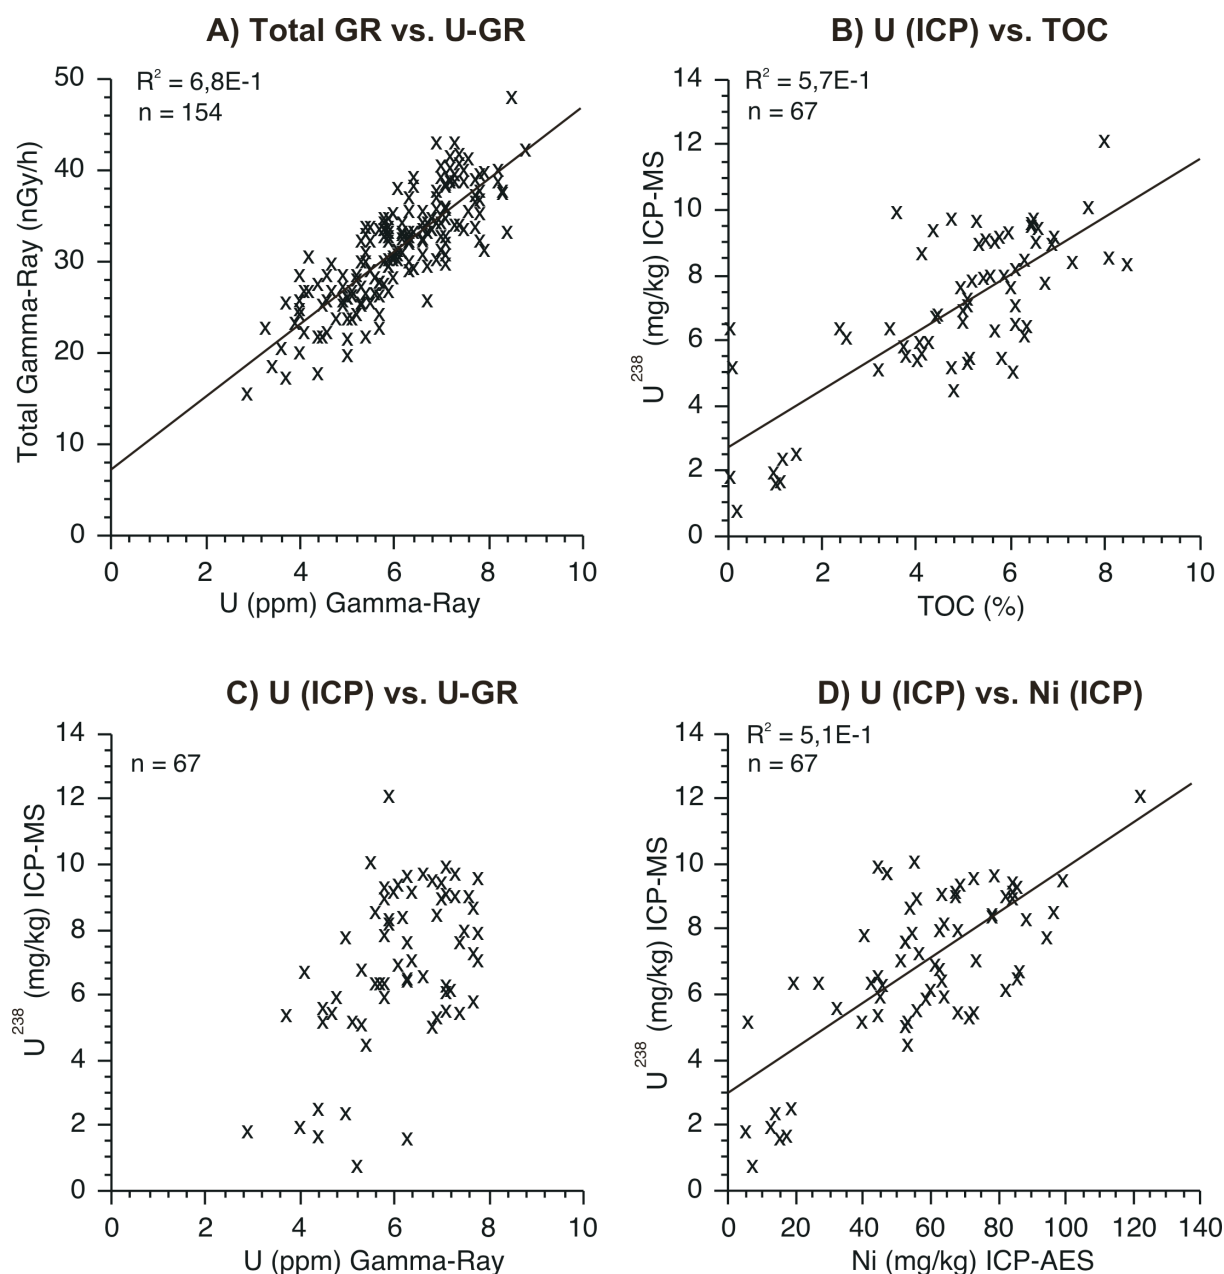 A) Total GR vs. U-GR
R² = 6,8E-1
n = 154
Total Gamma-Ray (nGy/h)
50
40
30
20
10
0
0 2 4 6 8 10
U (ppm) Gamma-Ray
B) U (ICP) vs. TOC
R² = 5,7E-1
n = 67
U²³⁸ (mg/kg) ICP-MS
14
12
10
8
6
4
2
0
0 2 4 6 8 10
TOC (%)
C) U (ICP) vs. U-GR
n = 67
U²³⁸ (mg/kg) ICP-MS
14
12
10
8
6
4
2
0
0 2 4 6 8 10
U (ppm) Gamma-Ray
D) U (ICP) vs. Ni (ICP)
R² = 5,1E-1
n = 67
U²³⁸ (mg/kg) ICP-MS
14
12
10
8
6
4
2
0
0 20 40 60 80 100 120 140
Ni (mg/kg) ICP-AES